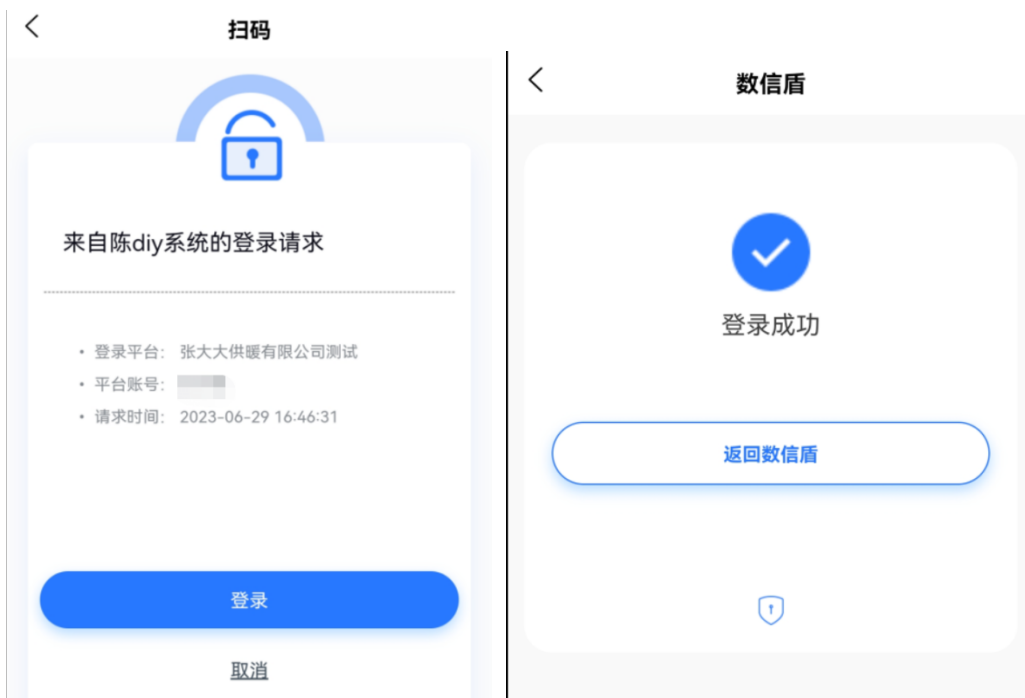 扫码
来自陈diy系统的登录请求
• 登录平台： 张大大供暖有限公司测试
• 平台账号：
• 请求时间： 2023-06-29 16:46:31
登录
取消
数信盾
登录成功
返回数信盾